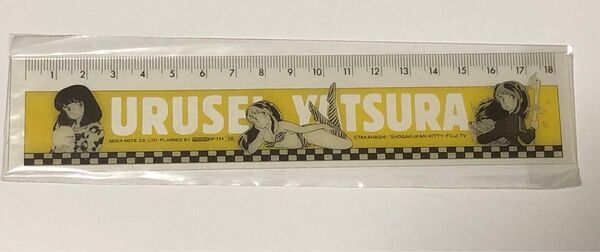 1 2 3 4 5 6 7 8 9 10 11 12 13 14 15 16 17 18
URUSEI YATSURA
SEIKA NOTE CO., LTD. PLANNED BY
©TAKAHASHI/SHOGAKUKAN·KITTY·FUJI TV